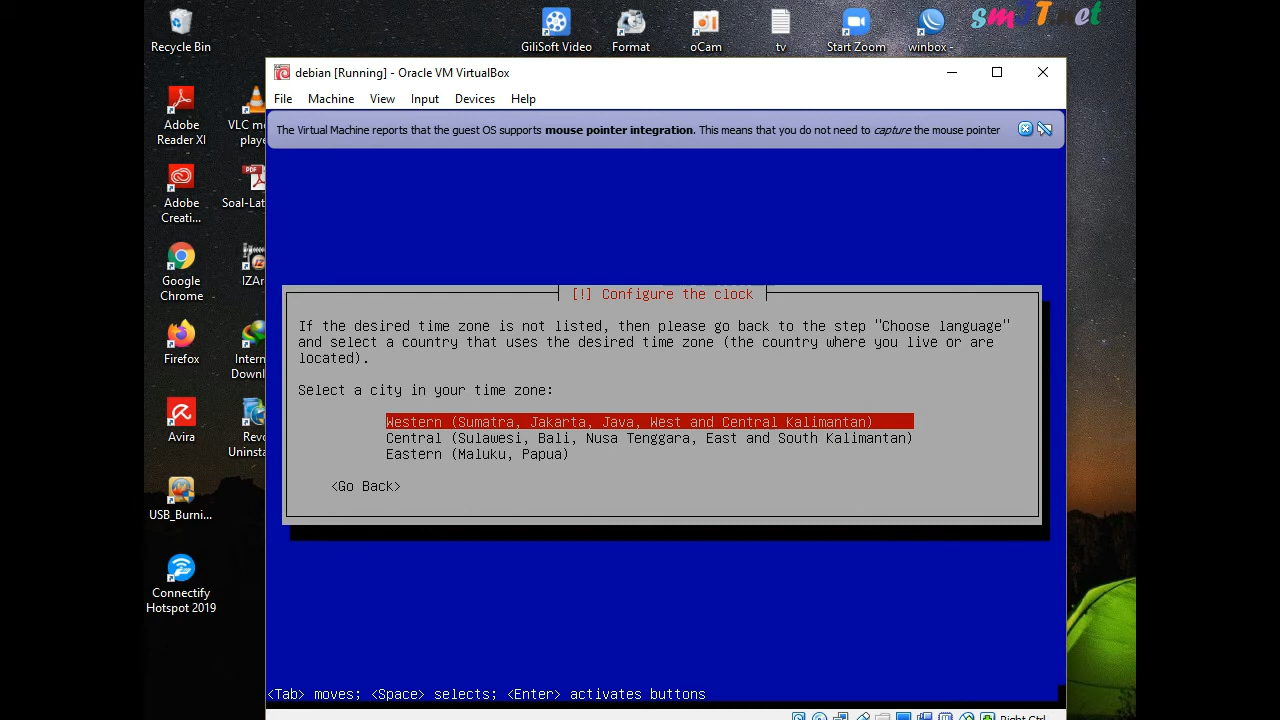 smOTnet
Recycle Bin
GiliSoft Video
Format
oCam
tv
Start Zoom
winbox -
debian [Running] - Oracle VM VirtualBox
File Machine View Input Devices Help
The Virtual Machine reports that the guest OS supports mouse pointer integration. This means that you do not need to capture the mouse pointer
Adobe
Reader XI
VLC me
playe
Adobe
Creati...
PDF
Soal-Lat
Google
Chrome
IZAr
Firefox
Intern
Downl
Avira
Revo
Uninsta
USB_Burni...
Connectify
Hotspot 2019
[!] Configure the clock
If the desired time zone is not listed, then please go back to the step "Choose language"
and select a country that uses the desired time zone (the country where you live or are
located).
Select a city in your time zone:
Western (Sumatra, Jakarta, Java, West and Central Kalimantan)
Central (Sulawesi, Bali, Nusa Tenggara, East and South Kalimantan)
Eastern (Maluku, Papua)
<Go Back>
<Tab> moves; <Space> selects; <Enter> activates buttons
Right Ctrl